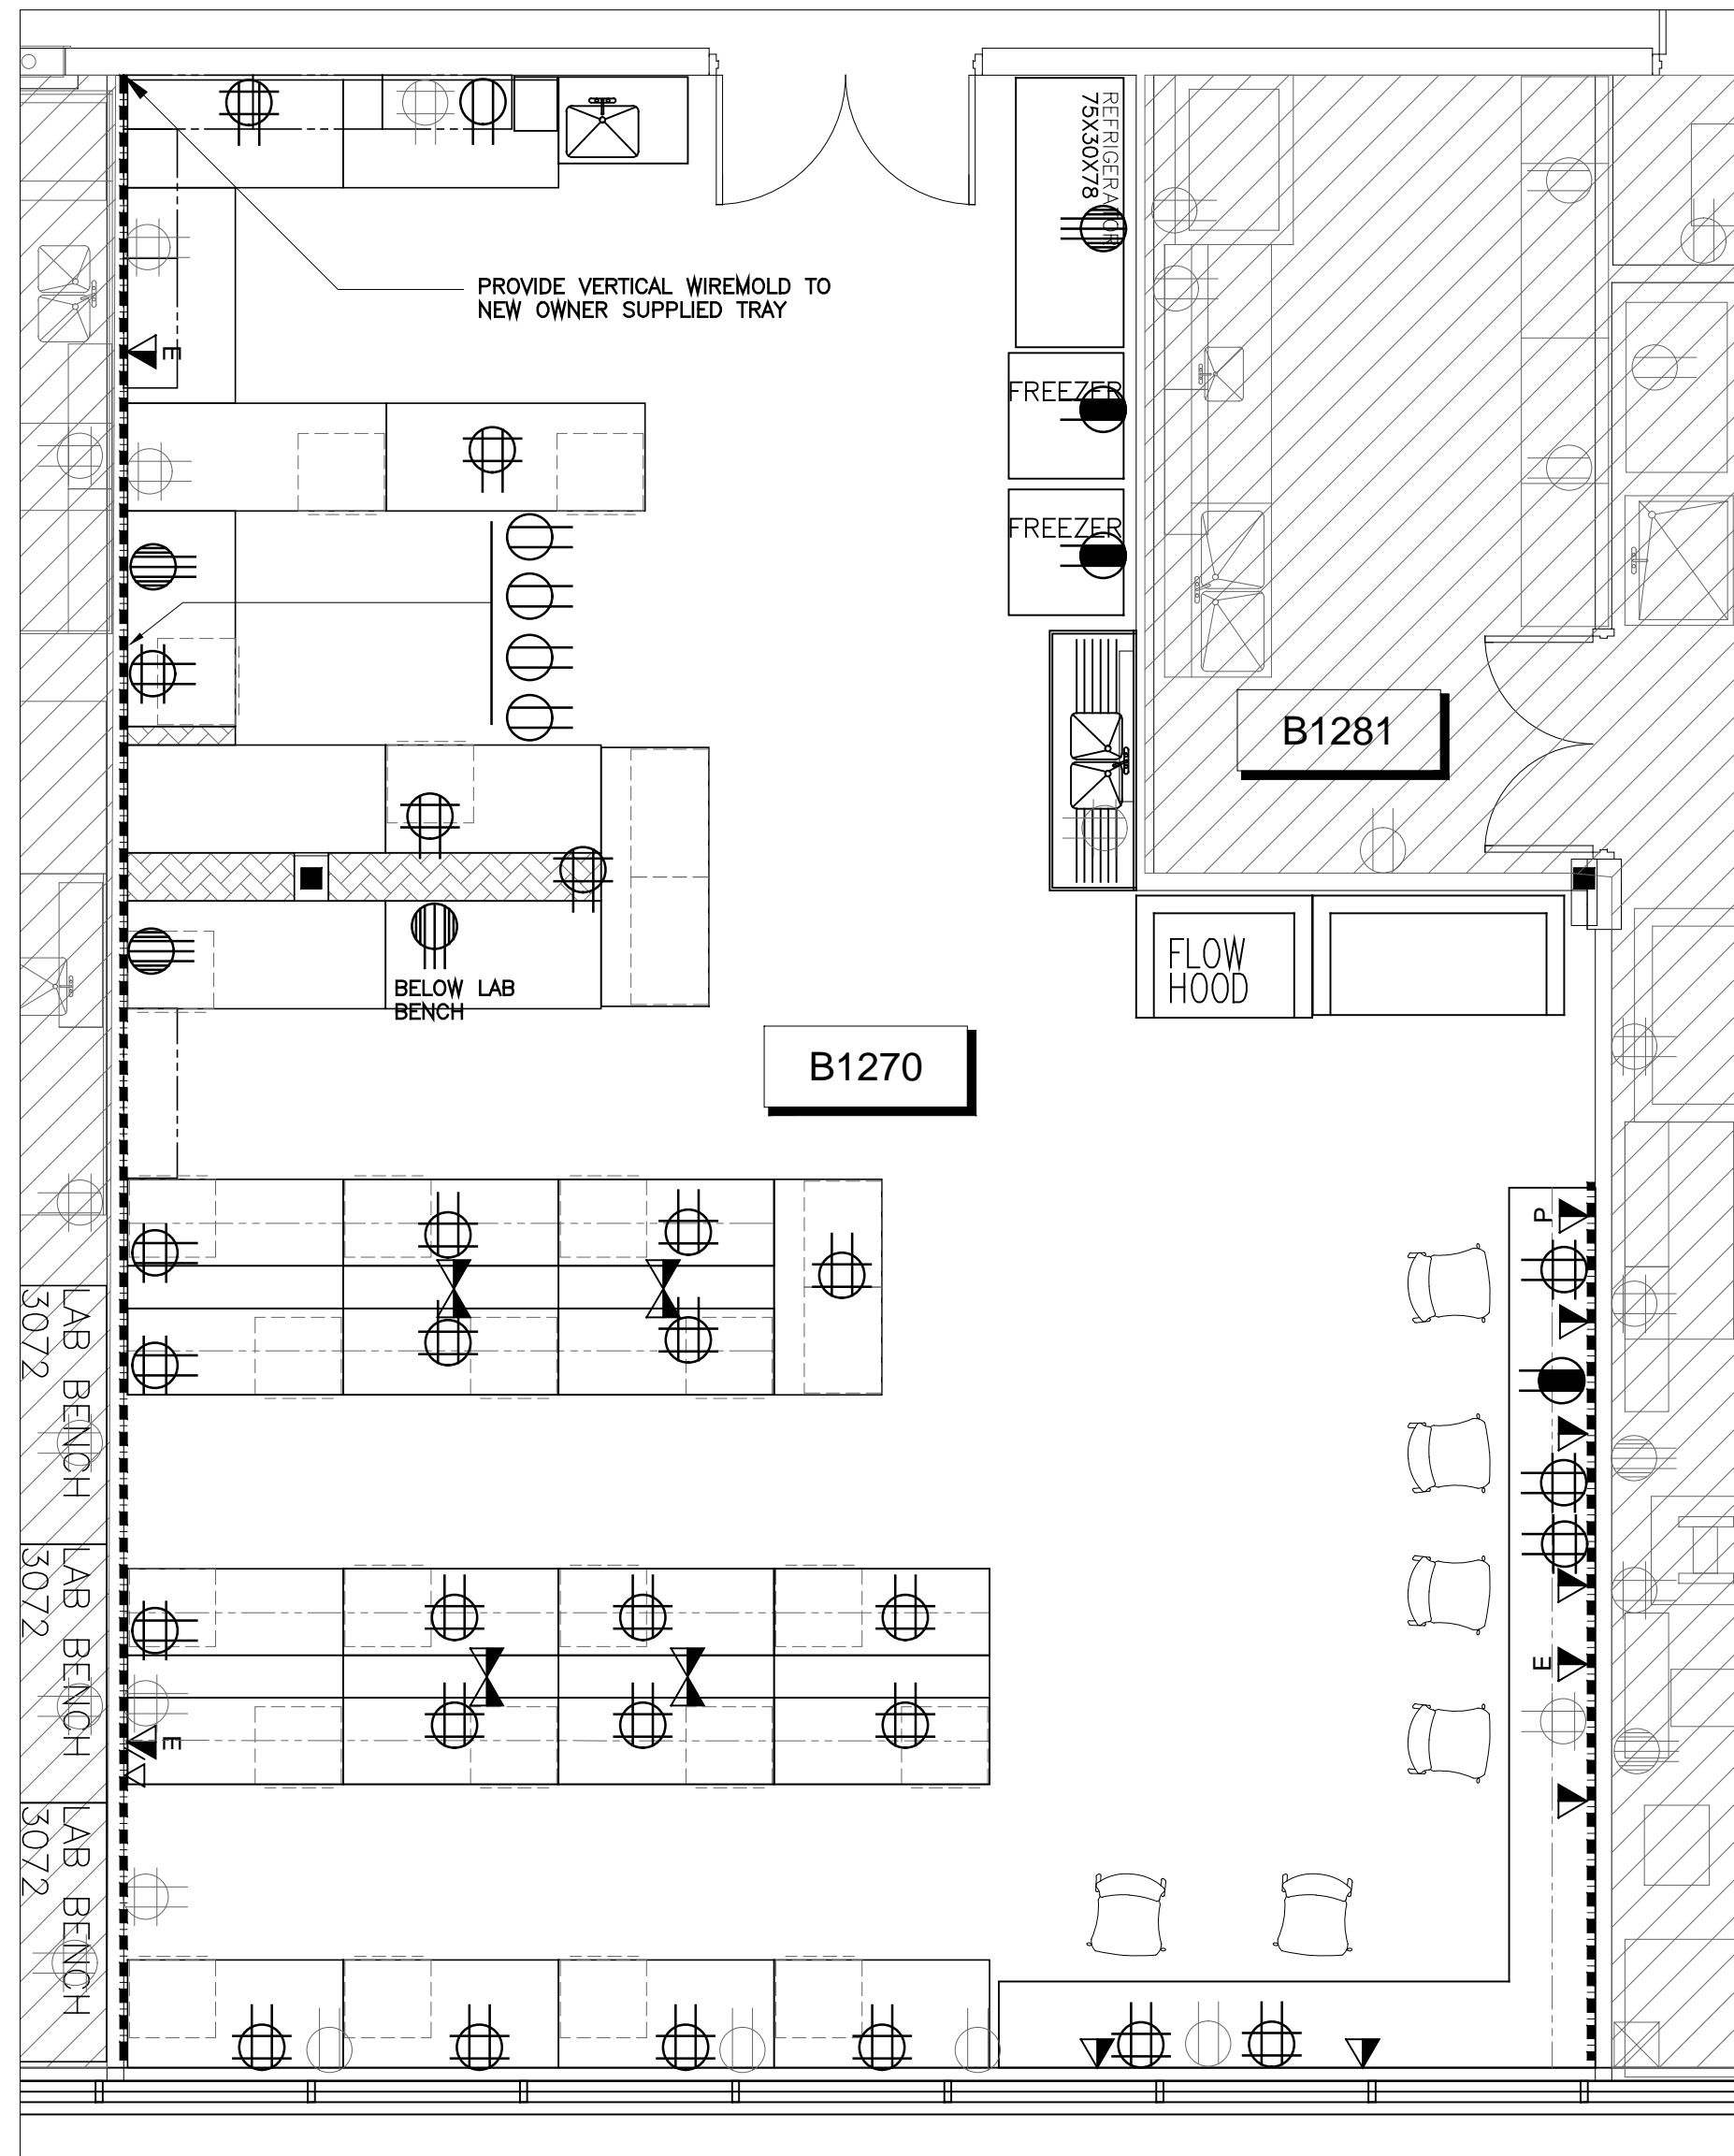 REFRIGERATOR
75X30X78
PROVIDE VERTICAL WIREMOLD TO
NEW OWNER SUPPLIED TRAY
E
FREEZER
FREEZER
B1281
FLOW
HOOD
BELOW LAB
BENCH
B1270
P
LAB BENCH
3072
E
LAB BENCH
3072
E
LAB BENCH
3072